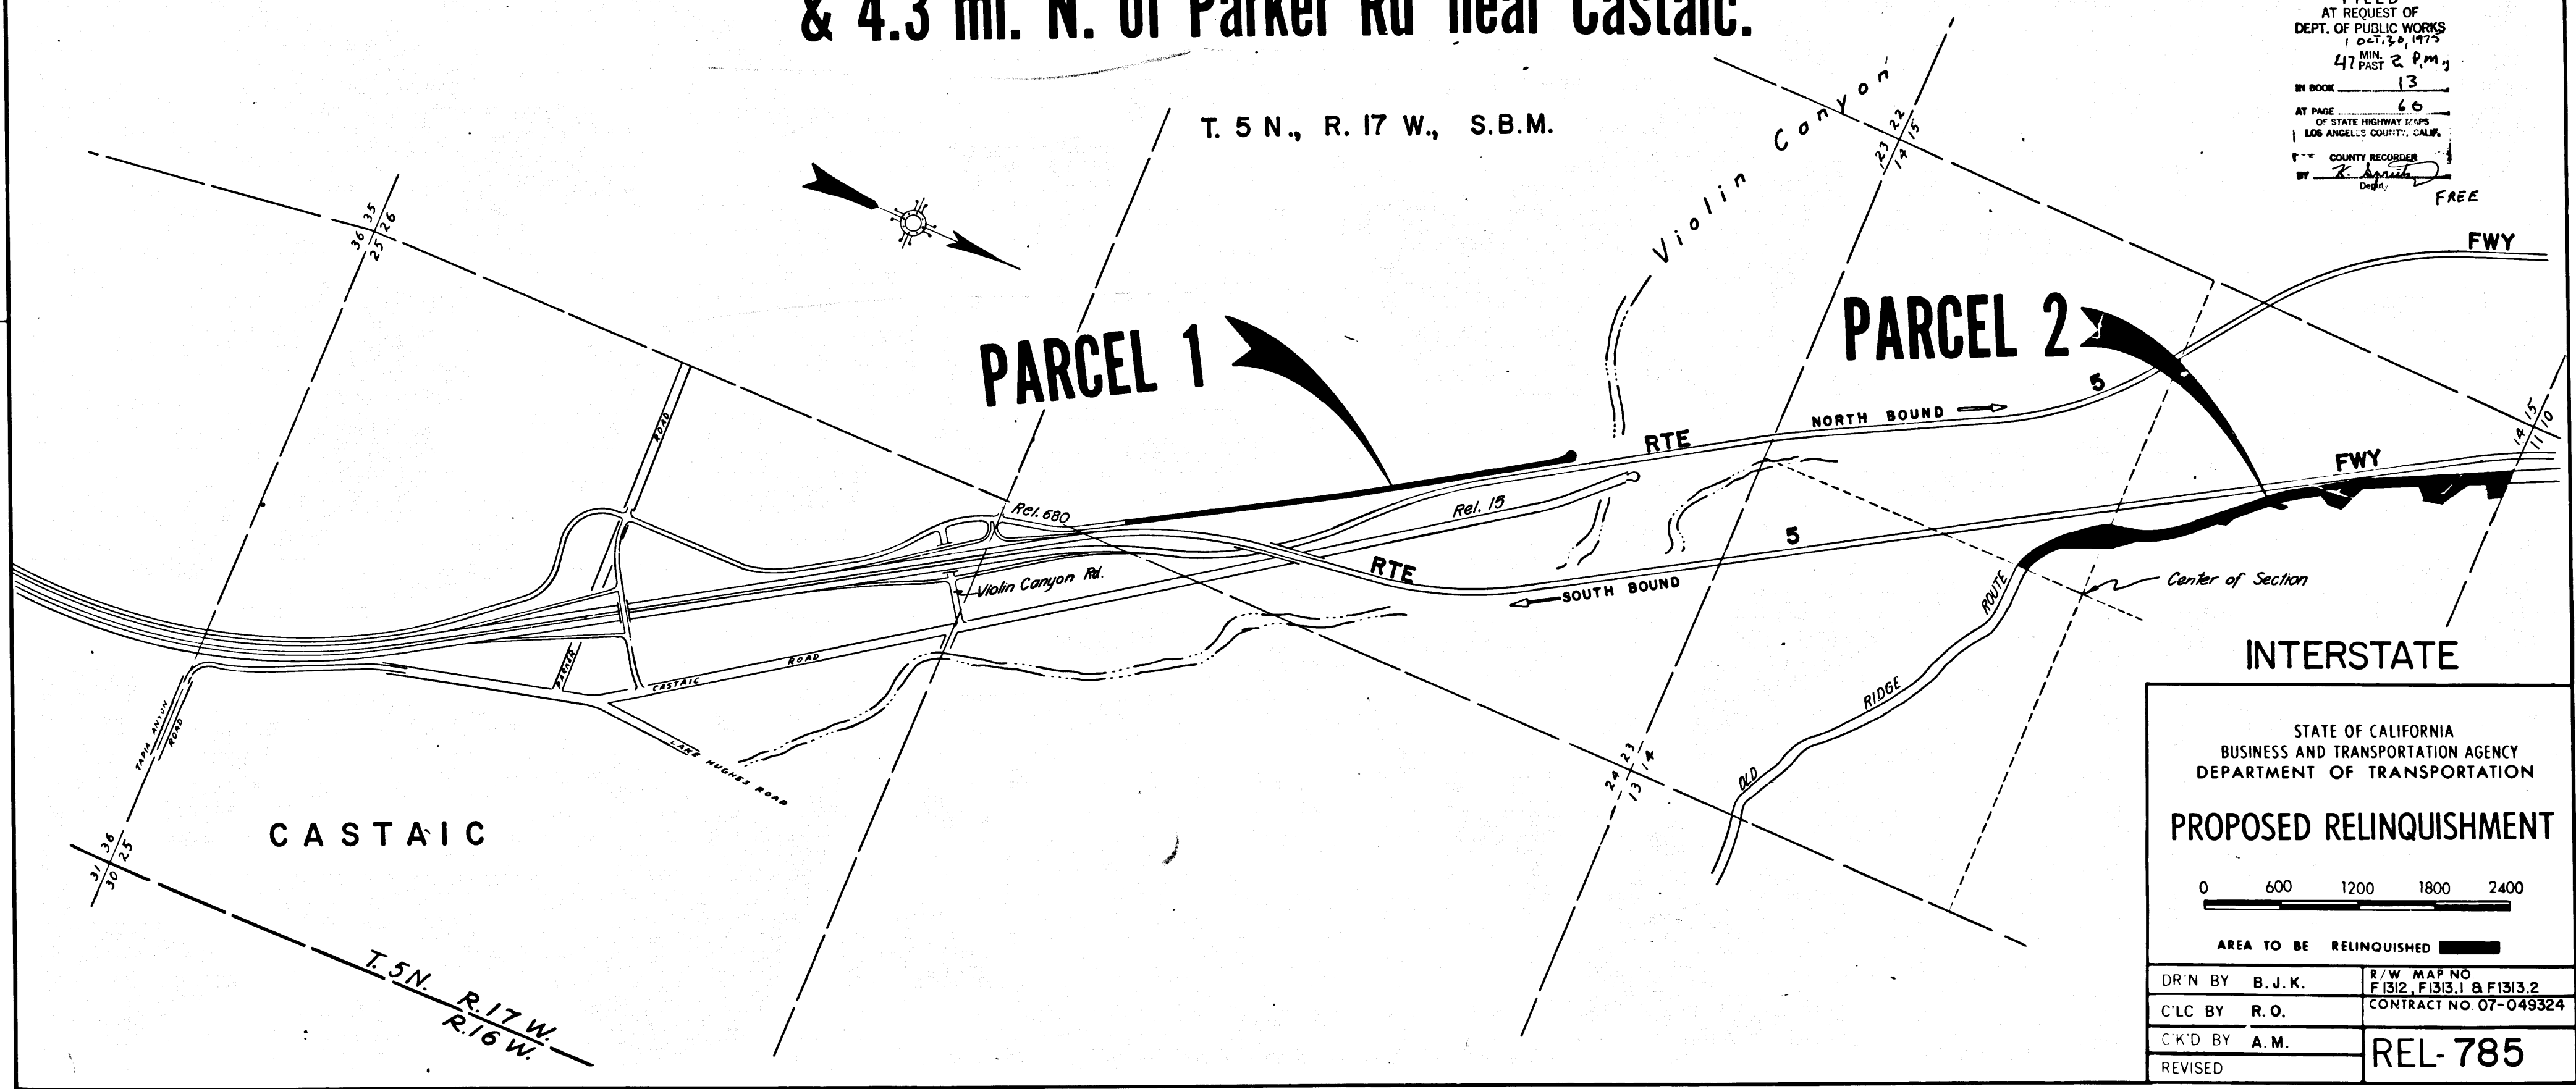 & 4.3 mi. N. of Parker Rd near Castaic.
AT REQUEST OF
DEPT. OF PUBLIC WORKS
OCT. 30, 1975
47 MIN. PAST 2 P.M.
IN BOOK 13
AT PAGE 60
OF STATE HIGHWAY MAPS
LOS ANGELES COUNTY, CALIF.
COUNTY RECORDER
BY
Deputy
FREE
T. 5 N., R. 17 W., S.B.M.
Violin Canyon
23 22
14 15
36 35
25 26
FWY
PARCEL 1
PARCEL 2
5
NORTH BOUND
RTE
ROAD
14 15
11 10
FWY
Rel. 680
Rel. 15
5
RTE
Violin Canyon Rd.
SOUTH BOUND
Center of Section
ROUTE
RIDGE
OLD
PARKER
CASTAIC
ROAD
TAPIA CANYON
ROAD
LAKE HUGHES ROAD
24 23
13 14
CASTAIC
31 36
30 25
T. 5 N.
R. 17 W.
R. 16 W.
INTERSTATE
STATE OF CALIFORNIA
BUSINESS AND TRANSPORTATION AGENCY
DEPARTMENT OF TRANSPORTATION
PROPOSED RELINQUISHMENT
0 600 1200 1800 2400
AREA TO BE RELINQUISHED
DR'N BY B.J.K.
R/W MAP NO.
F1312, F1313.1 & F1313.2
C'LC BY R.O.
CONTRACT NO. 07-049324
C'K'D BY A.M.
REVISED
REL-785